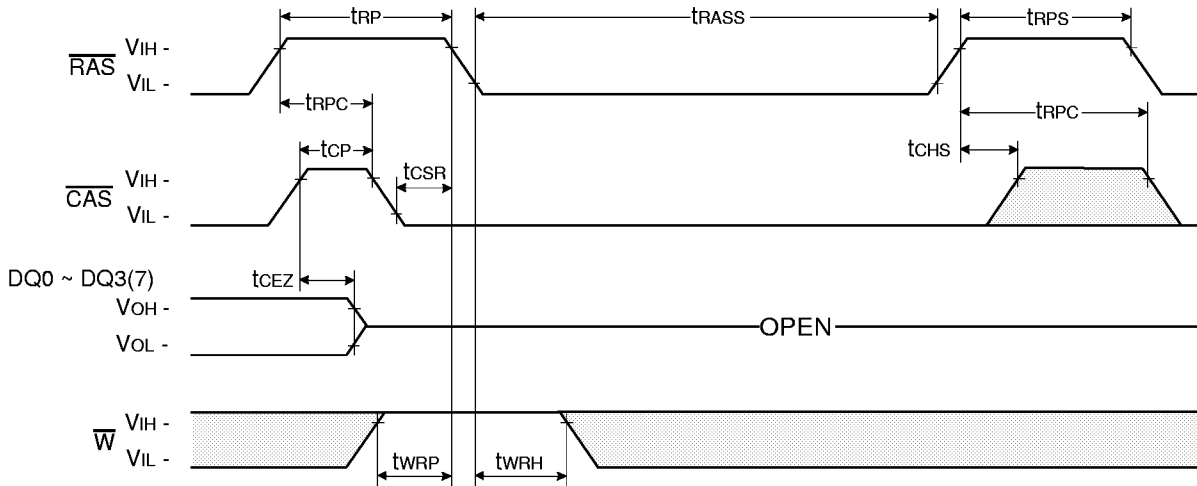 tRP tRASS tRPS
RAS VIH -
VIL -
tRPC tRPC
tCP tCSR tCHS
CAS VIH -
VIL -
DQ0 ~ DQ3(7) tCEZ
VOH -
VOL -
OPEN
W VIH -
VIL -
tWRP tWRH